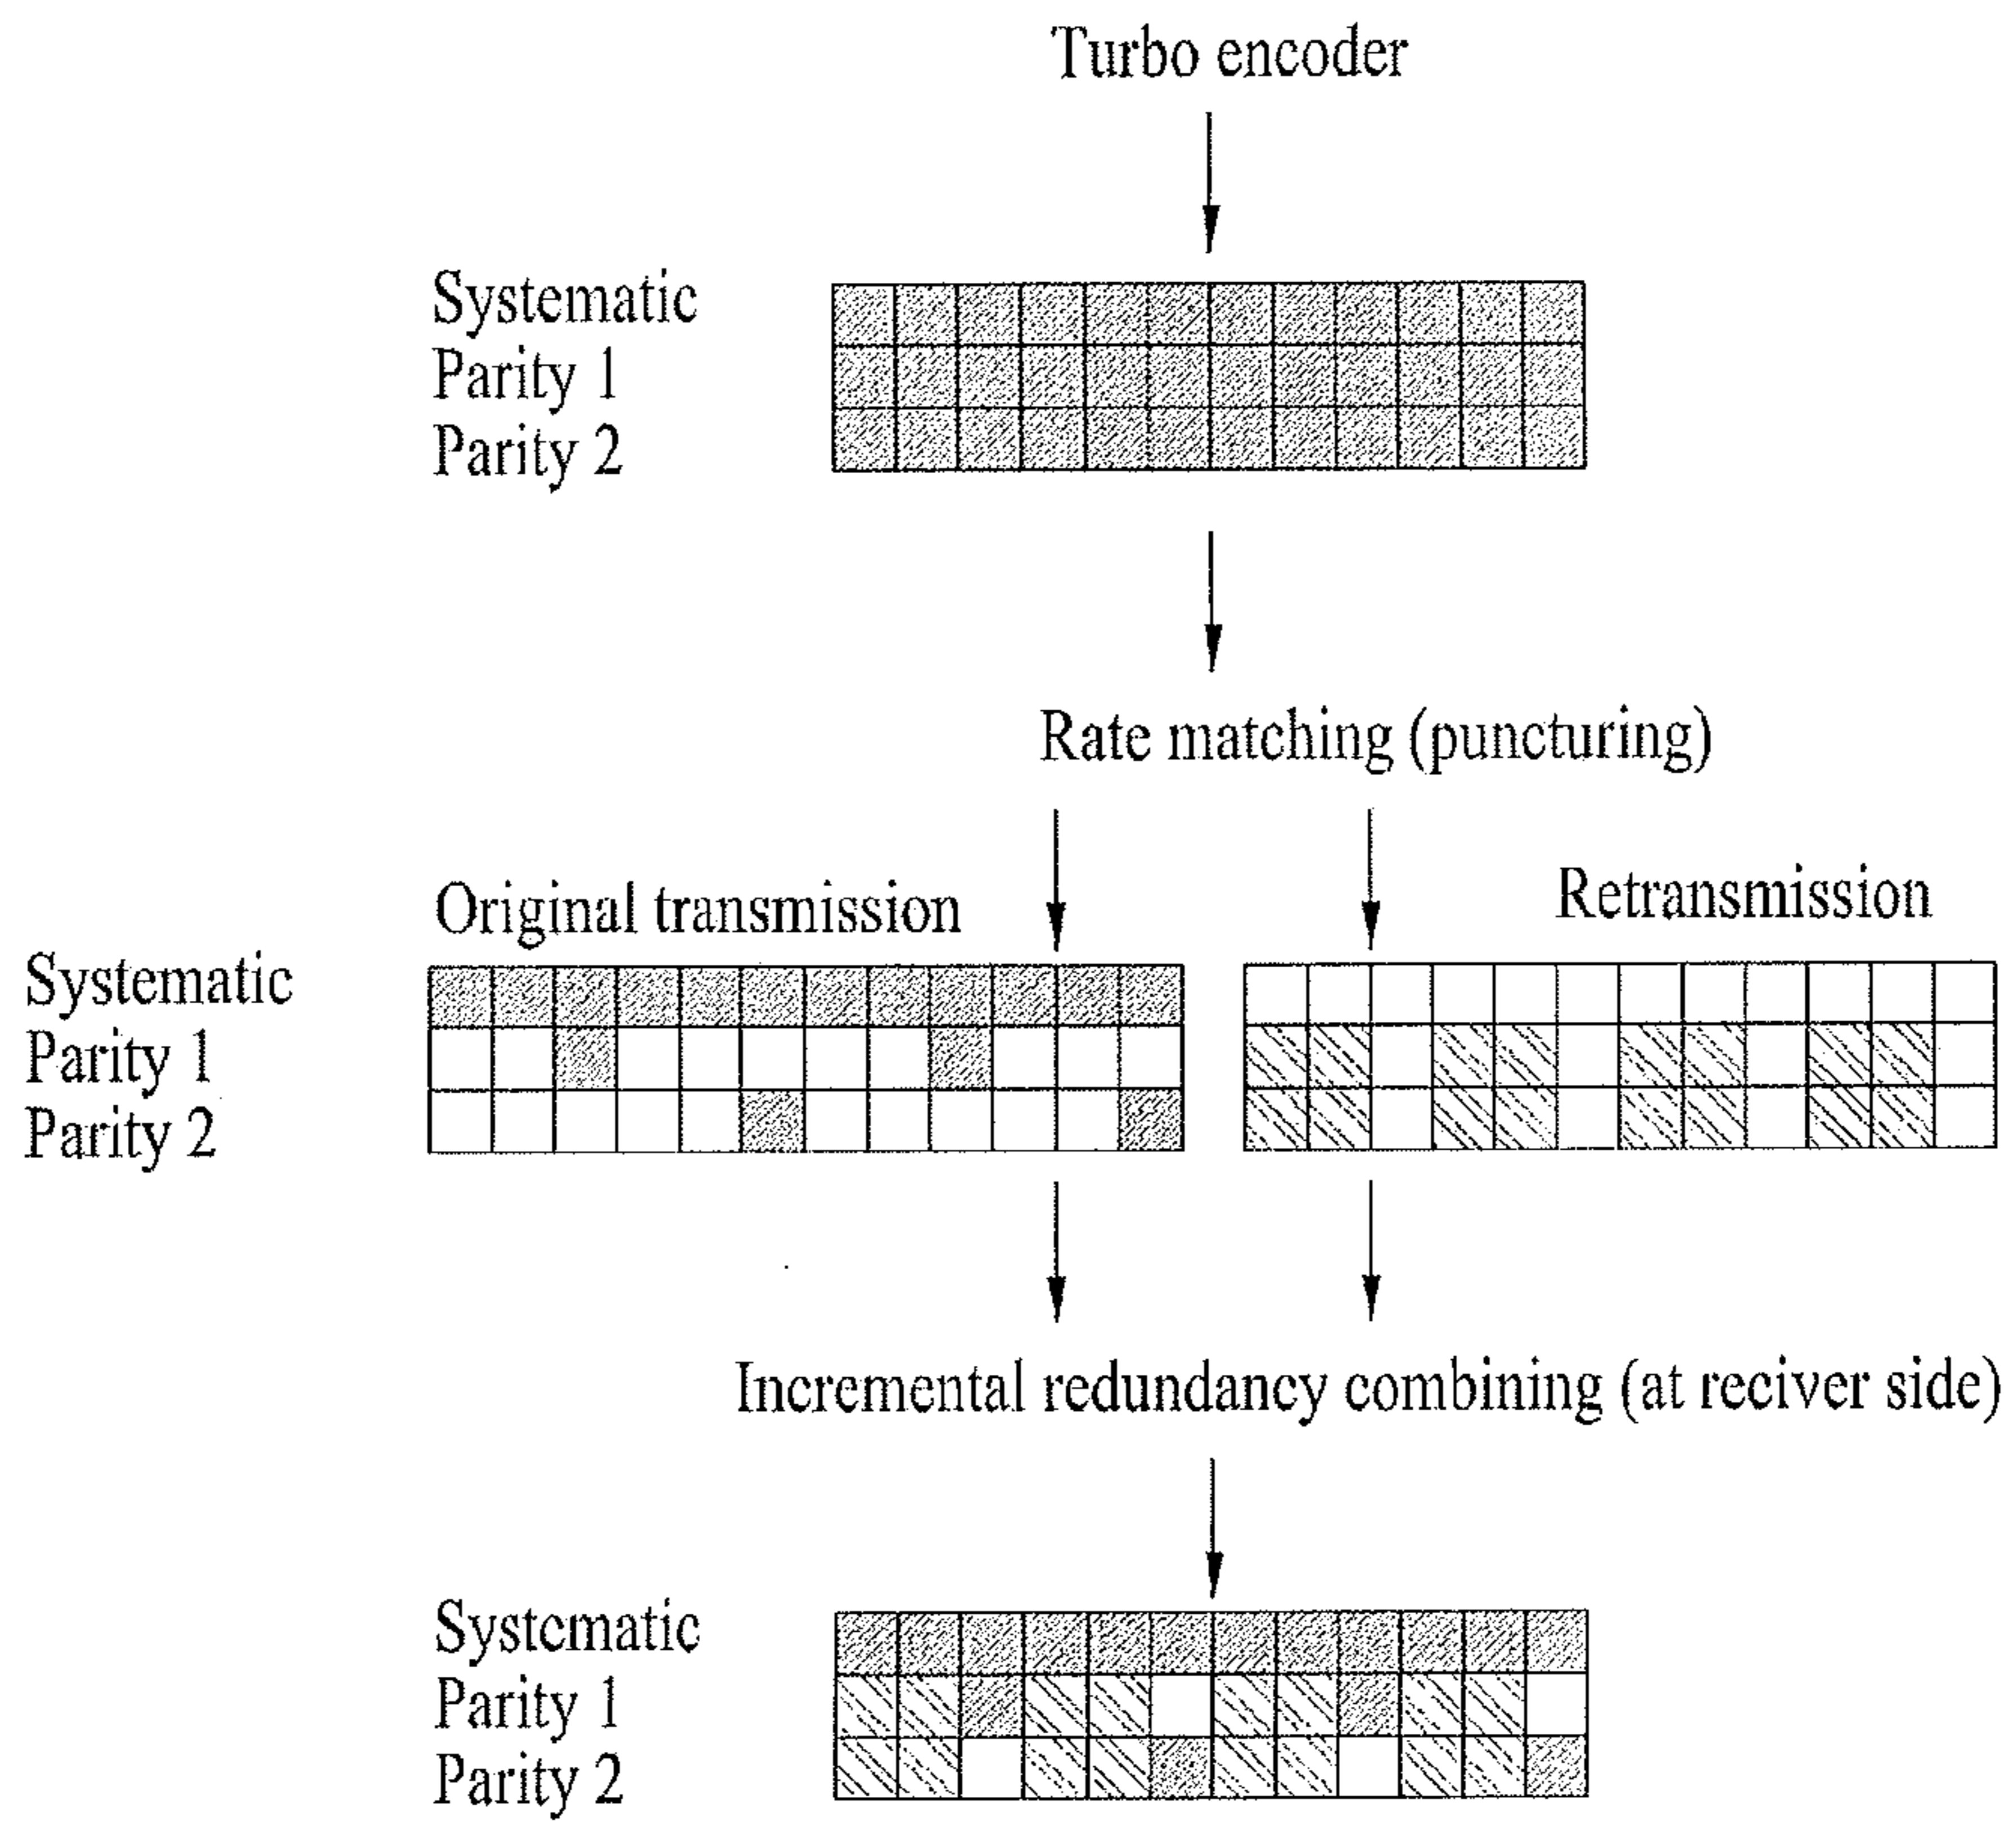 Turbo encoder
Systematic
Parity 1
Parity 2
Rate matching (puncturing)
Original transmission
Retransmission
Systematic
Parity 1
Parity 2
Incremental redundancy combining (at reciver side)
Systematic
Parity 1
Parity 2